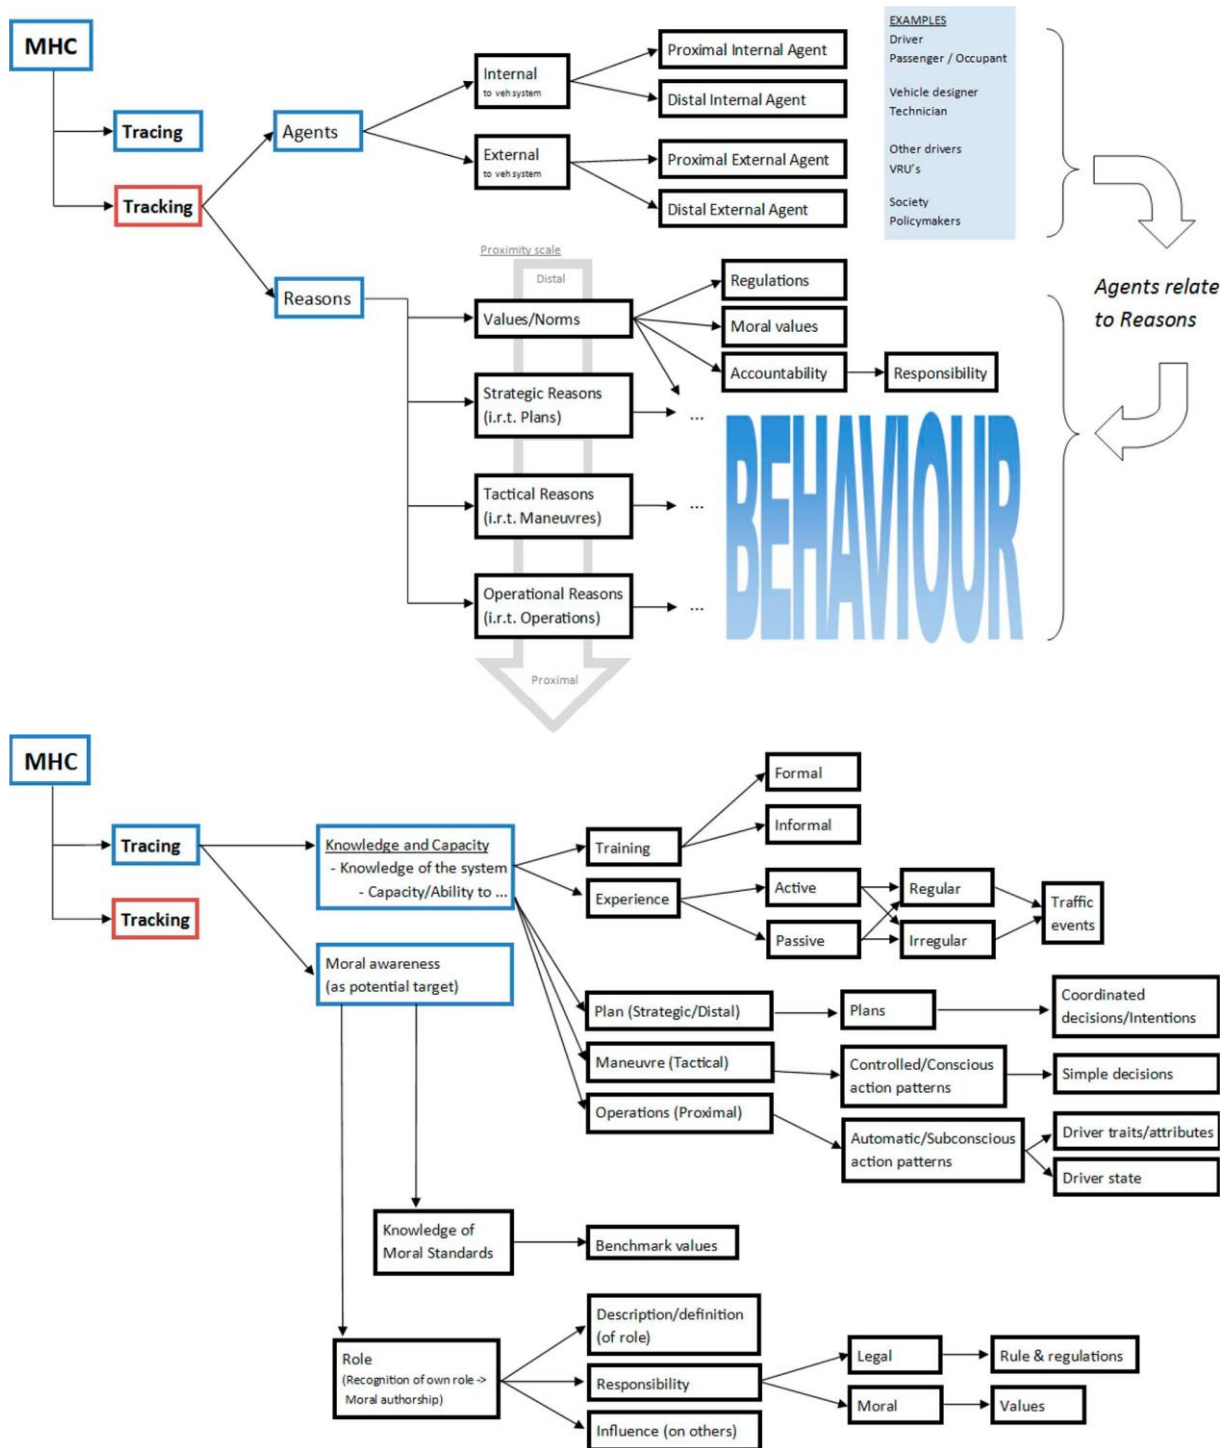 MHC
Tracing
Tracking
Agents
Internal
to veh system
External
to veh system
Proximal Internal Agent
Distal Internal Agent
Proximal External Agent
Distal External Agent
EXAMPLES
Driver
Passenger / Occupant
Vehicle designer
Technician
Other drivers
VRU's
Society
Policymakers
Agents relate
to Reasons
Reasons
Proximity scale
Distal
Values/Norms
Regulations
Moral values
Accountability
Responsibility
Strategic Reasons
(i.r.t. Plans)
...
Tactical Reasons
(i.r.t. Maneuvres)
...
Operational Reasons
(i.r.t. Operations)
...
BEHAVIOUR
Proximal
MHC
Tracing
Tracking
Knowledge and Capacity
- Knowledge of the system
- Capacity/Ability to ...
Moral awareness
(as potential target)
Training
Formal
Informal
Experience
Active
Passive
Regular
Irregular
Traffic
events
Plan (Strategic/Distal)
Plans
Coordinated
decisions/Intentions
Maneuvre (Tactical)
Controlled/Conscious
action patterns
Simple decisions
Operations (Proximal)
Automatic/Subconscious
action patterns
Driver traits/attributes
Driver state
Knowledge of
Moral Standards
Benchmark values
Role
(Recognition of own role ->
Moral authorship)
Description/definition
(of role)
Responsibility
Influence (on others)
Legal
Rule & regulations
Moral
Values